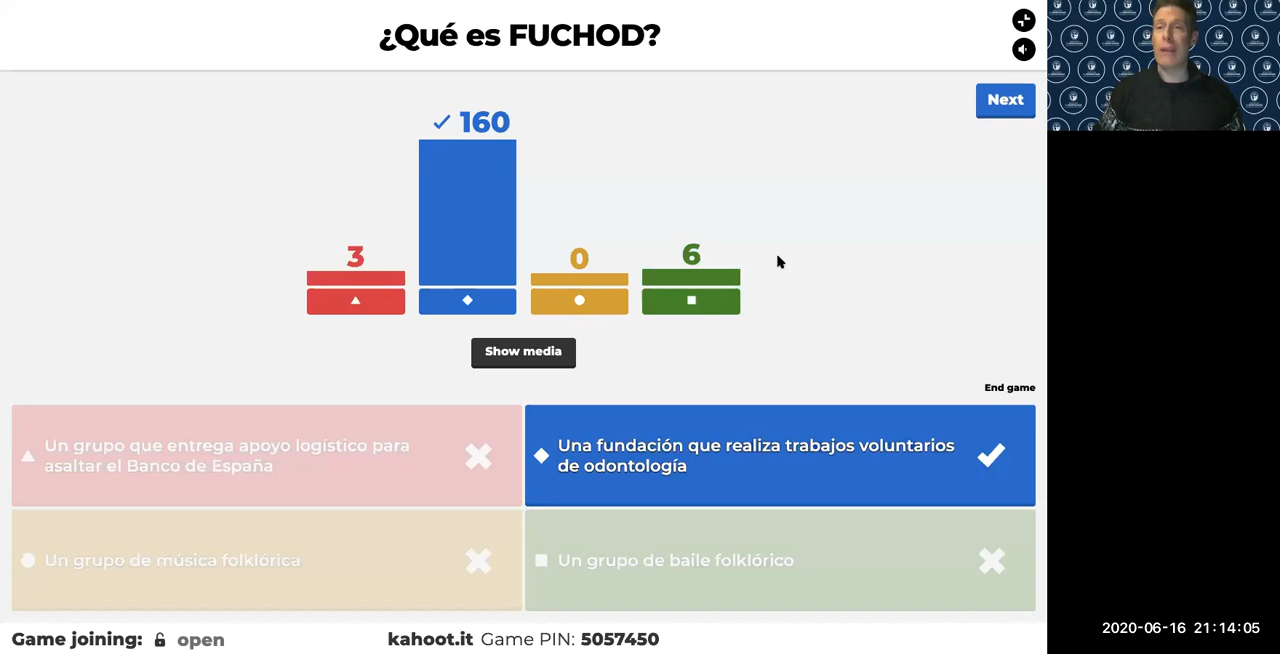 ¿Qué es FUCHOD?
Next
160
3
0
6
Show media
End game
Un grupo que entrega apoyo logístico para
asaltar el Banco de España
Una fundación que realiza trabajos voluntarios
de odontología
Un grupo de música folklórica
Un grupo de baile folklórico
Game joining: open
kahoot.it Game PIN: 5057450
2020-06-16 21:14:05